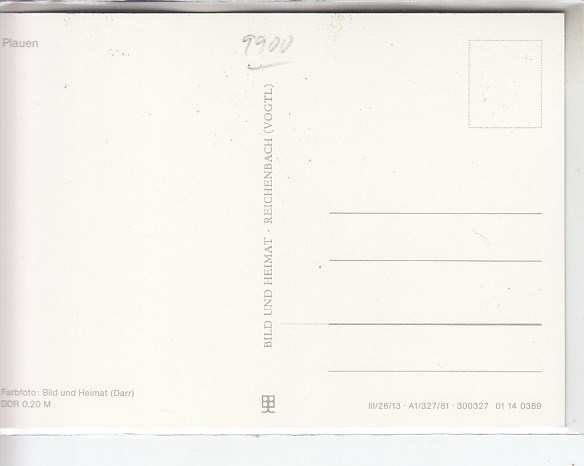 Plauen
9900
BILD UND HEIMAT · REICHENBACH (VOGTL)
Farbfoto: Bild und Heimat (Darr)
DDR 0,20 M
III/26/13 · A1/327/81 · 300327 01 14 0389